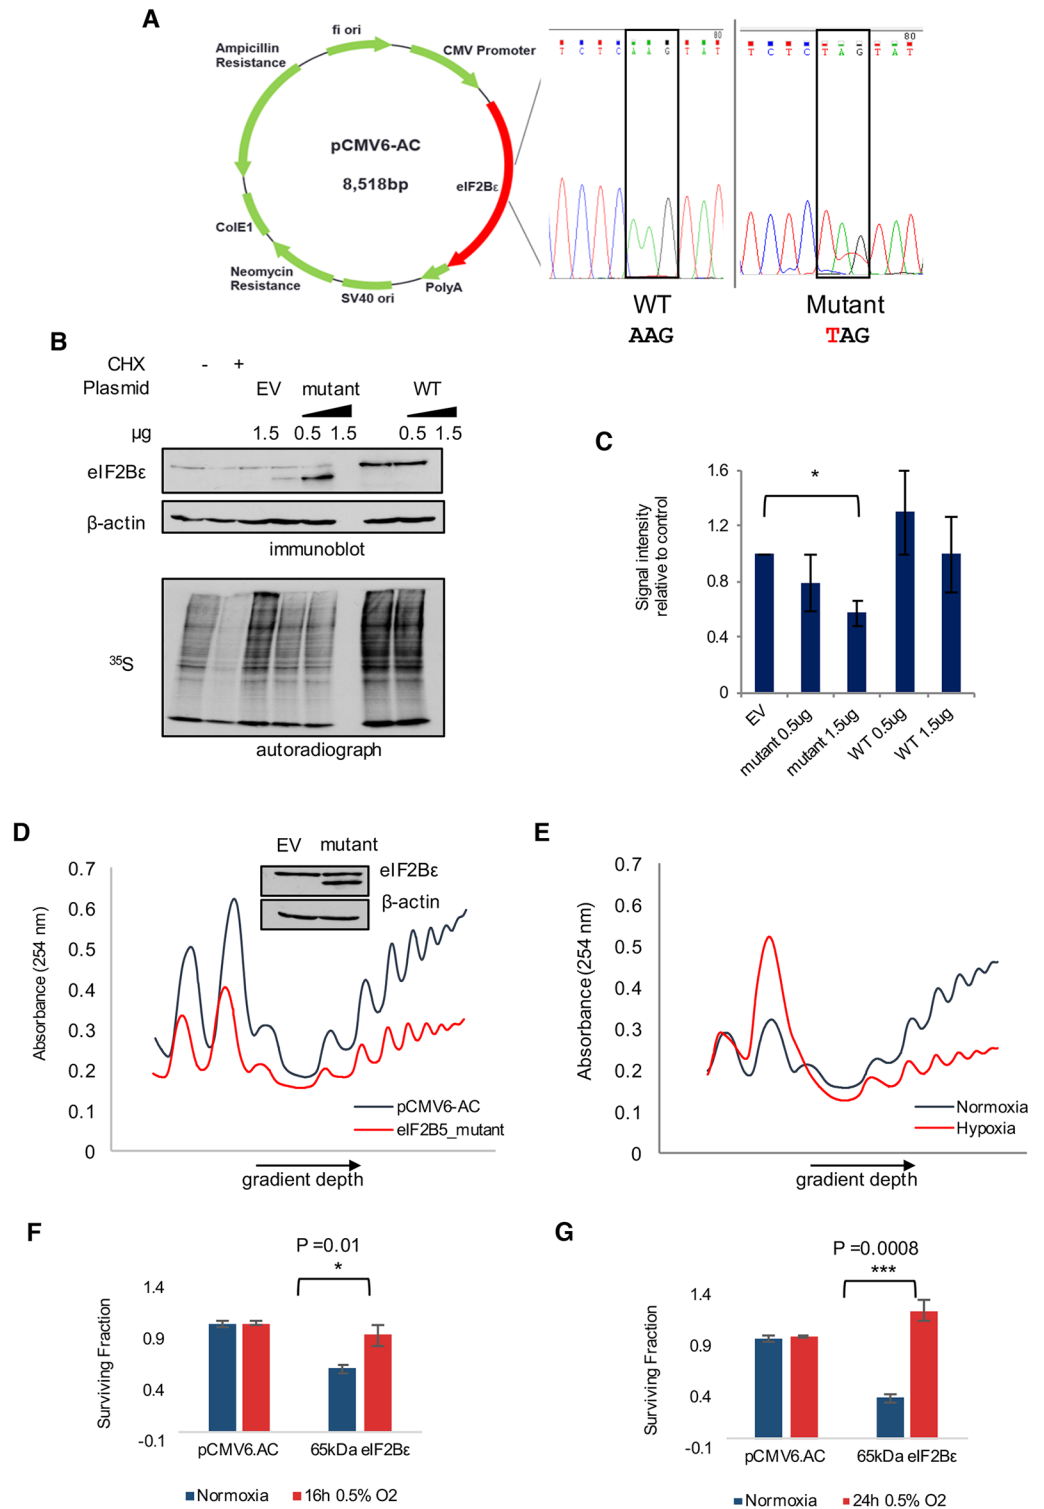 A
fi ori
Ampicillin
Resistance
CMV Promoter
pCMV6-AC
8,518bp
eIF2Bε
ColE1
Neomycin
Resistance
SV40 ori
PolyA
80
T C T C A A G T A T
80
T C T C T A G T A T
WT
AAG
Mutant
TAG
B
CHX - +
Plasmid EV mutant WT
µg 1.5 0.5 1.5 0.5 1.5
eIF2Bε
β-actin
immunoblot
35S
autoradiograph
C
Signal intensity
relative to control
1.6
1.2
0.8
0.4
0
*
EV
mutant 0.5ug
mutant 1.5ug
WT 0.5ug
WT 1.5ug
D
EV mutant
eIF2Bε
β-actin
Absorbance (254 nm)
0.7
0.6
0.5
0.4
0.3
0.2
0.1
0
pCMV6-AC
eIF2B5_mutant
gradient depth
E
Absorbance (254 nm)
0.7
0.6
0.5
0.4
0.3
0.2
0.1
0
Normoxia
Hypoxia
gradient depth
F
P =0.01
*
Surviving Fraction
1.4
0.9
0.4
-0.1
pCMV6.AC
65kDa eIF2Bε
Normoxia
16h 0.5% O2
G
P =0.0008
***
Surviving Fraction
1.4
0.9
0.4
-0.1
pCMV6.AC
65kDa eIF2Bε
Normoxia
24h 0.5% O2